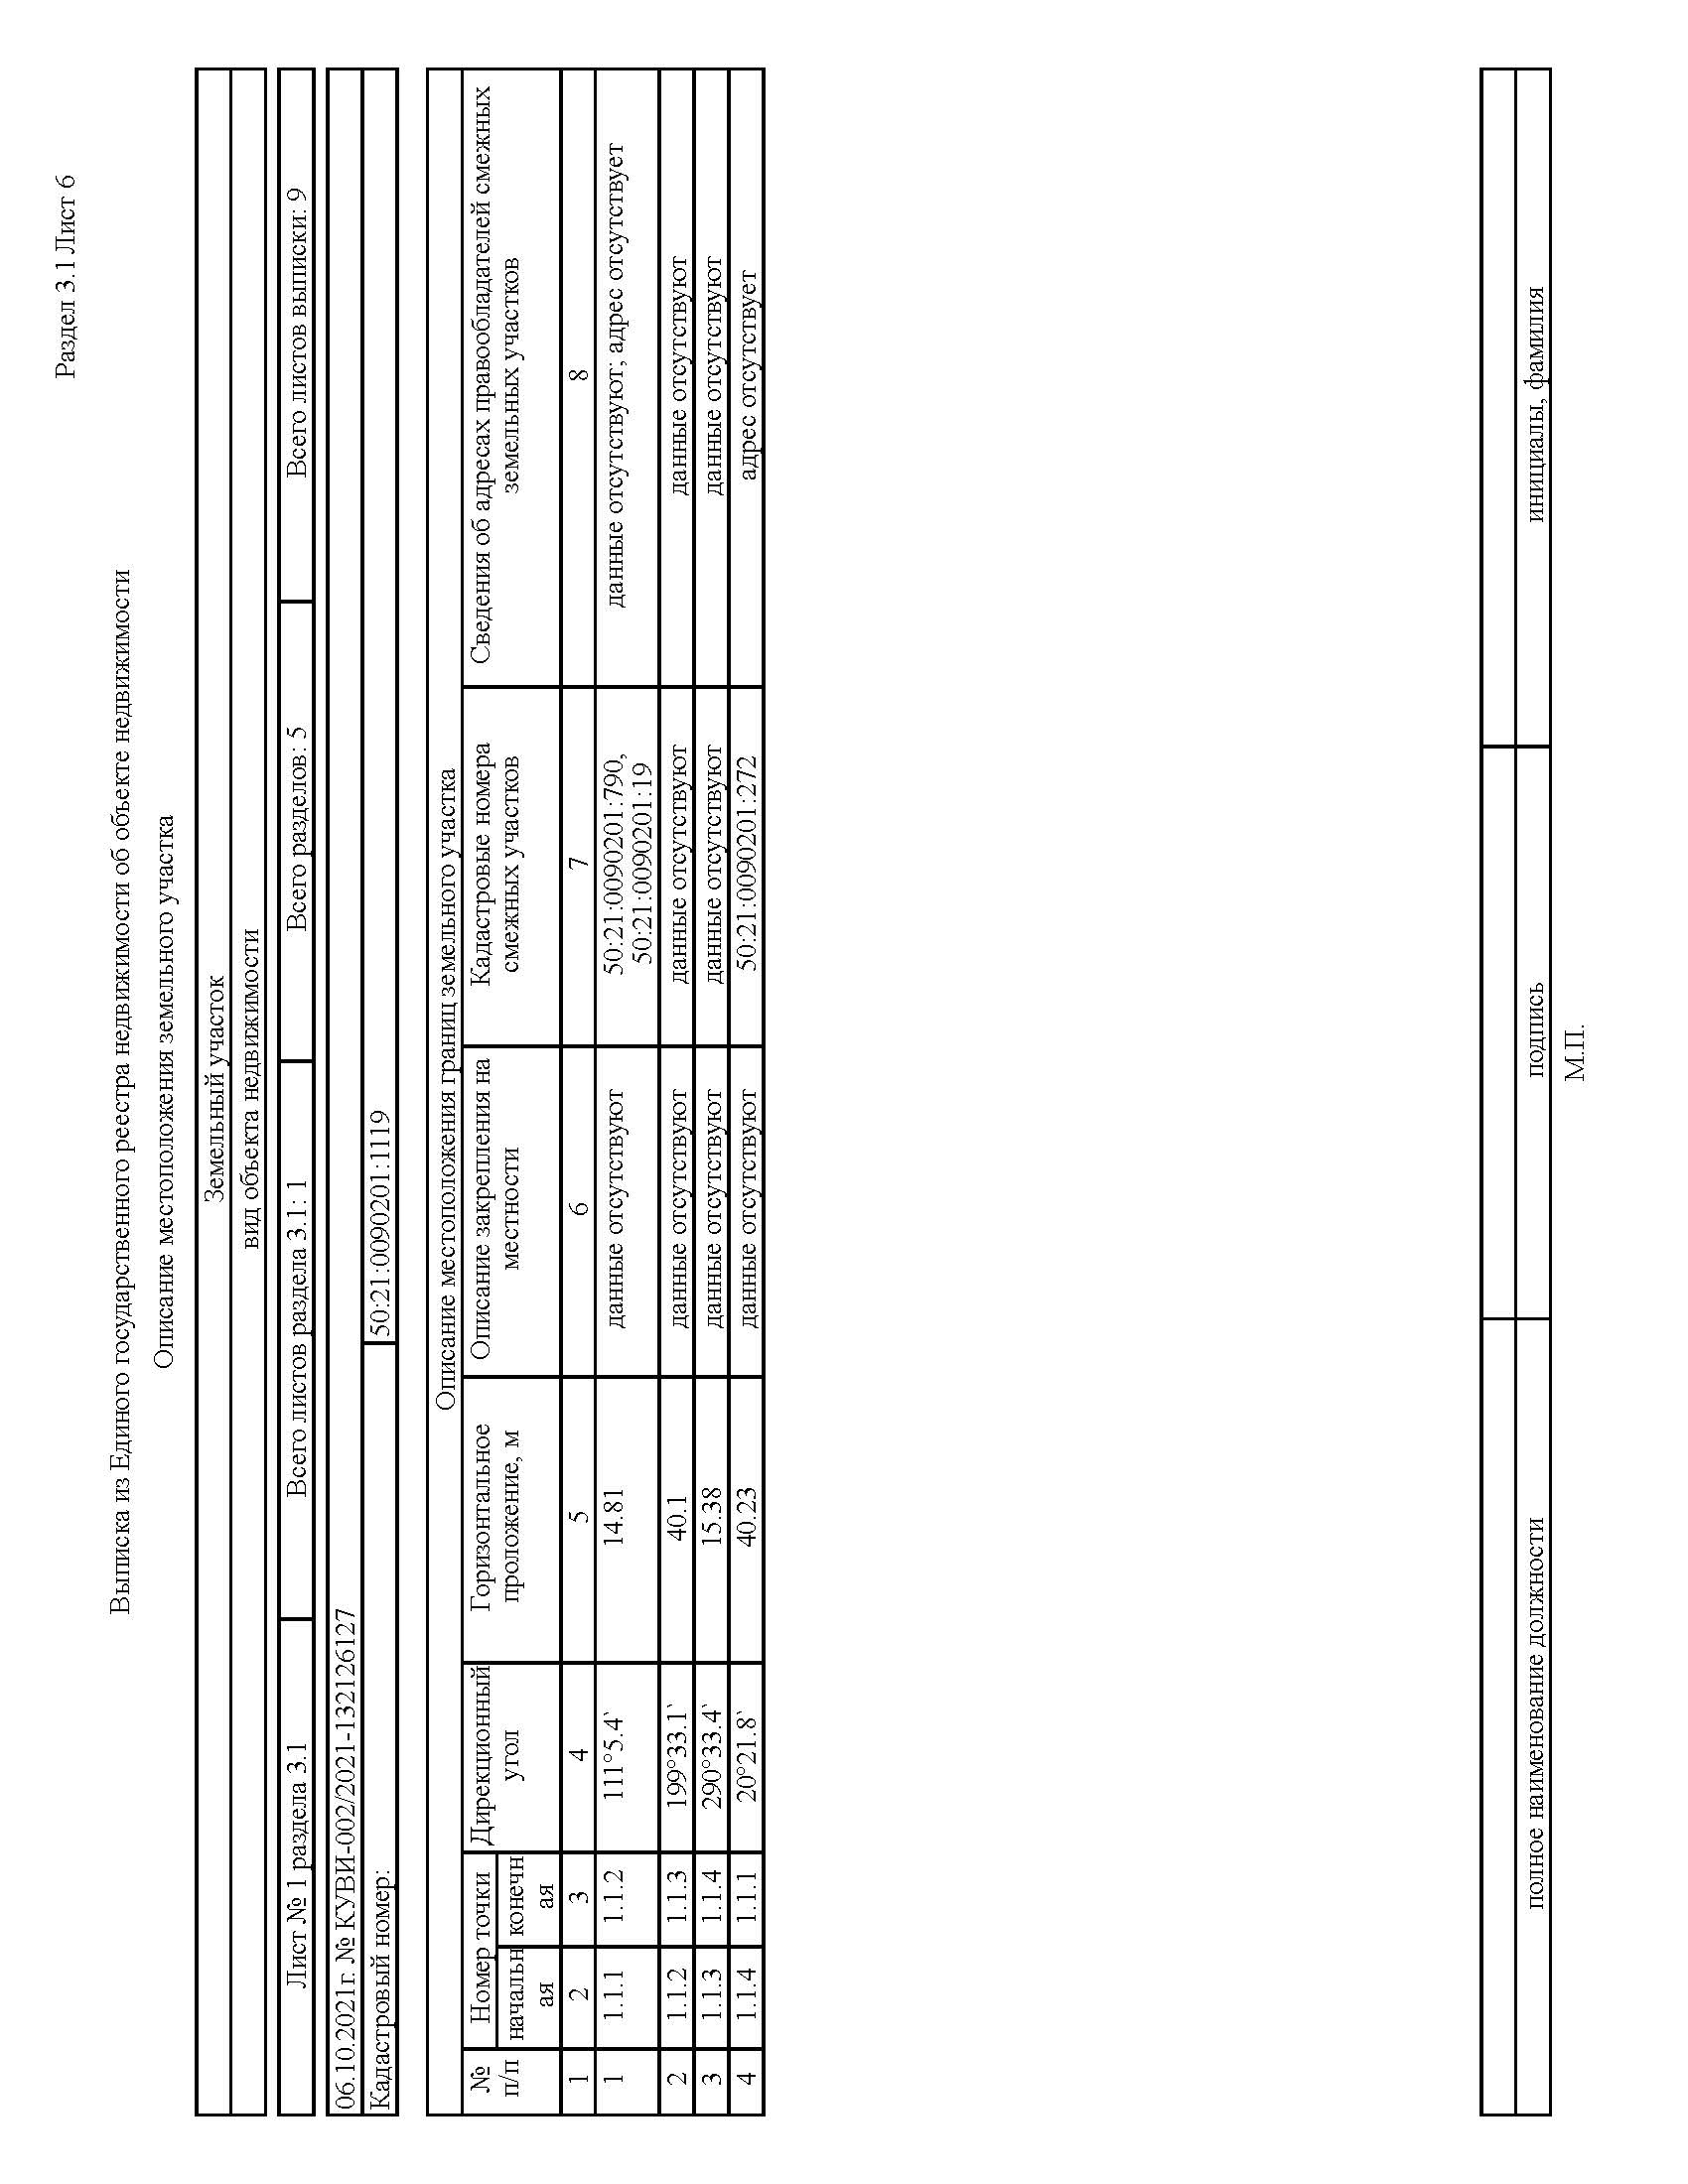 Раздел 3.1 Лист 6
Выписка из Единого государственного реестра недвижимости об объекте недвижимости
Описание местоположения земельного участка
Земельный участок
вид объекта недвижимости
Лист № 1 раздела 3.1 Всего листов раздела 3.1: 1 Всего разделов: 5 Всего листов выписки: 9
06.10.2021г. № КУВИ-002/2021-132126127
Кадастровый номер: 50:21:0090201:1119
Описание местоположения границ земельного участка
№ Номер точки Дирекционный Горизонтальное Описание закрепления на Кадастровые номера Сведения об адресах правообладателей смежных
п/п начальн конечн угол проложение, м местности смежных участков земельных участков
ая ая
1 2 3 4 5 6 7 8
1 1.1.1 1.1.2 111°5.4` 14.81 данные отсутствуют 50:21:0090201:790, данные отсутствуют; адрес отсутствует
50:21:0090201:19
2 1.1.2 1.1.3 199°33.1` 40.1 данные отсутствуют данные отсутствуют данные отсутствуют
3 1.1.3 1.1.4 290°33.4` 15.38 данные отсутствуют данные отсутствуют данные отсутствуют
4 1.1.4 1.1.1 20°21.8` 40.23 данные отсутствуют 50:21:0090201:272 адрес отсутствует
полное наименование должности подпись инициалы, фамилия
М.П.